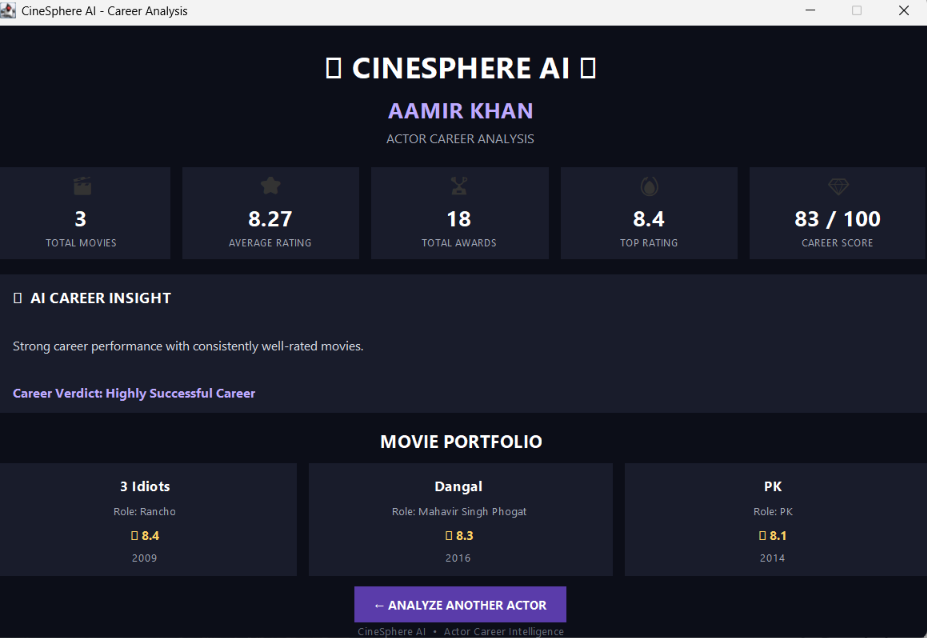 CineSphere AI - Career Analysis
CINESPHERE AI
AAMIR KHAN
ACTOR CAREER ANALYSIS
3 8.27 18 8.4 83 / 100
TOTAL MOVIES AVERAGE RATING TOTAL AWARDS TOP RATING CAREER SCORE
AI CAREER INSIGHT
Strong career performance with consistently well-rated movies.
Career Verdict: Highly Successful Career
MOVIE PORTFOLIO
3 Idiots Dangal PK
Role: Rancho Role: Mahavir Singh Phogat Role: PK
8.4 8.3 8.1
2009 2016 2014
← ANALYZE ANOTHER ACTOR
CineSphere AI • Actor Career Intelligence